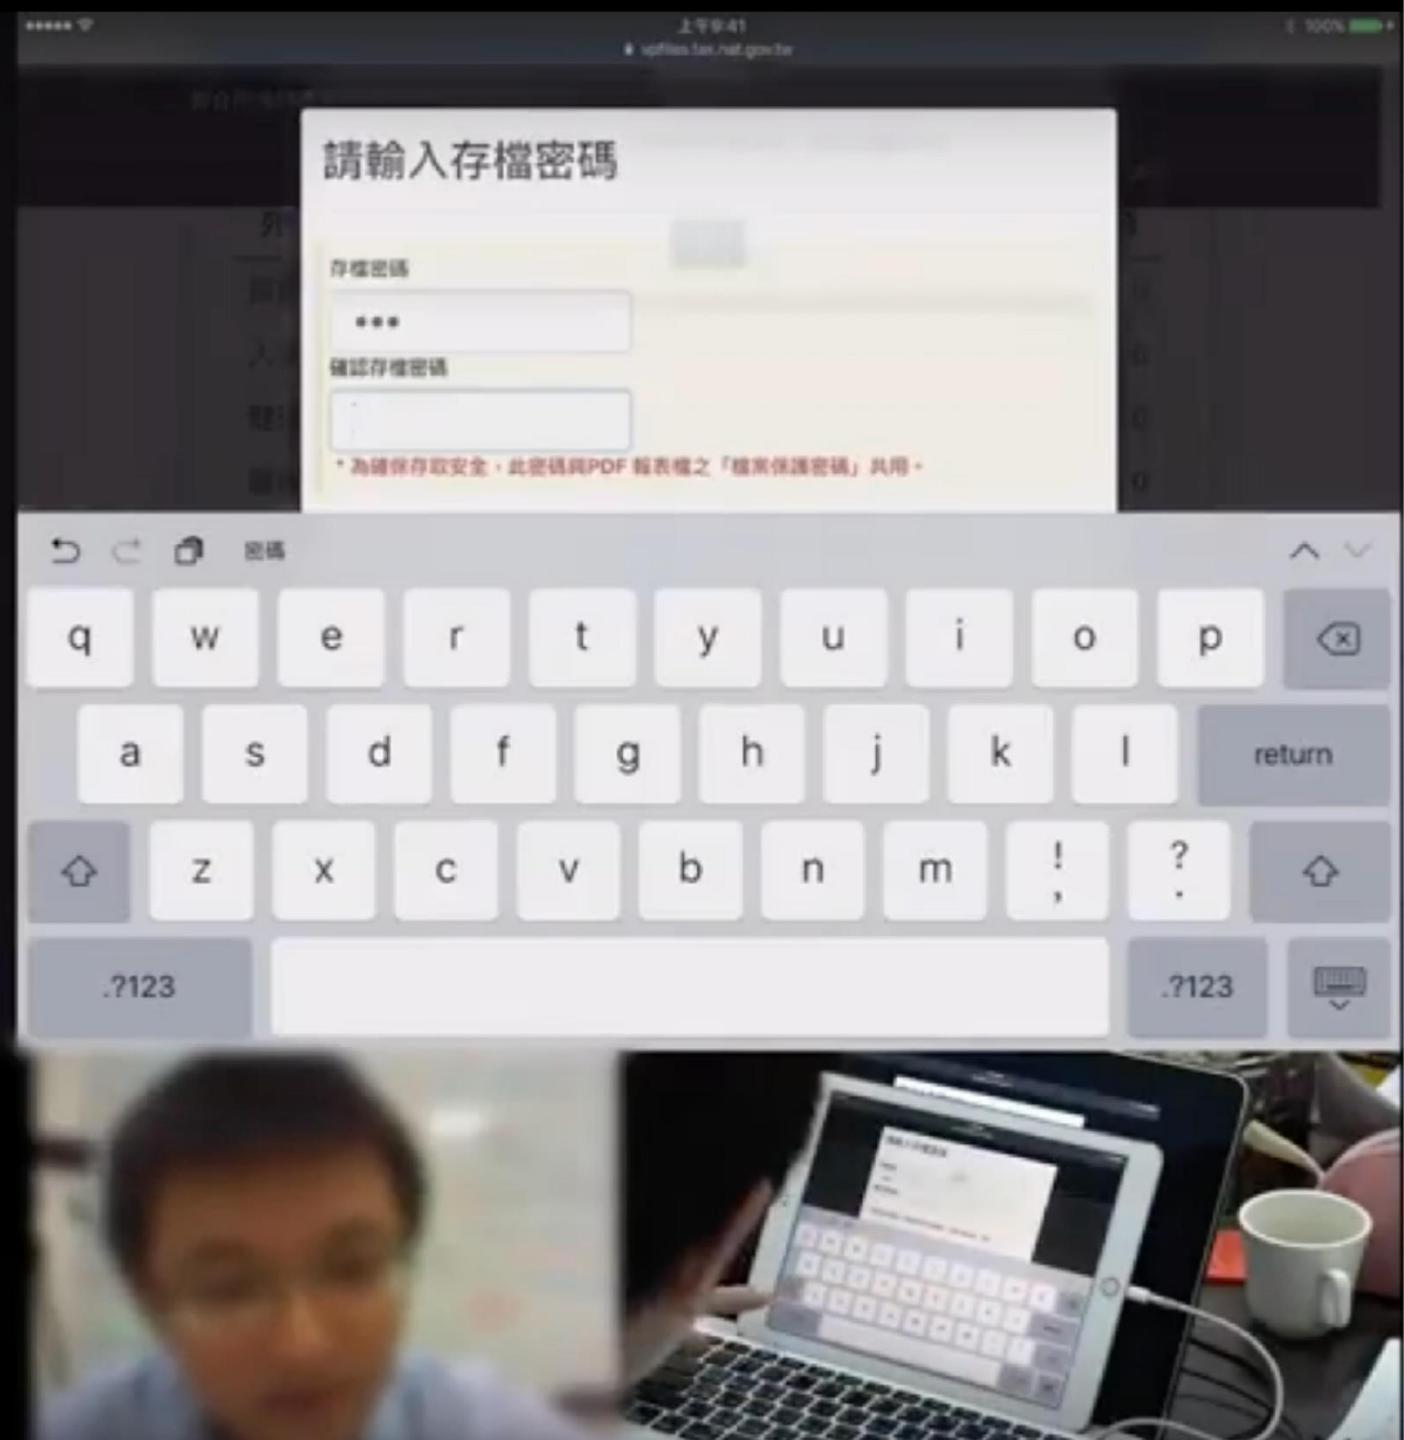 上午9:41
100%
請輸入存檔密碼
存檔密碼
•••
確認存檔密碼
* 為確保存取安全，此密碼與PDF 報表檔之「檔案保護密碼」共用。
密碼
q w e r t y u i o p
a s d f g h j k l return
z x c v b n m ! , ? .
.?123 .?123